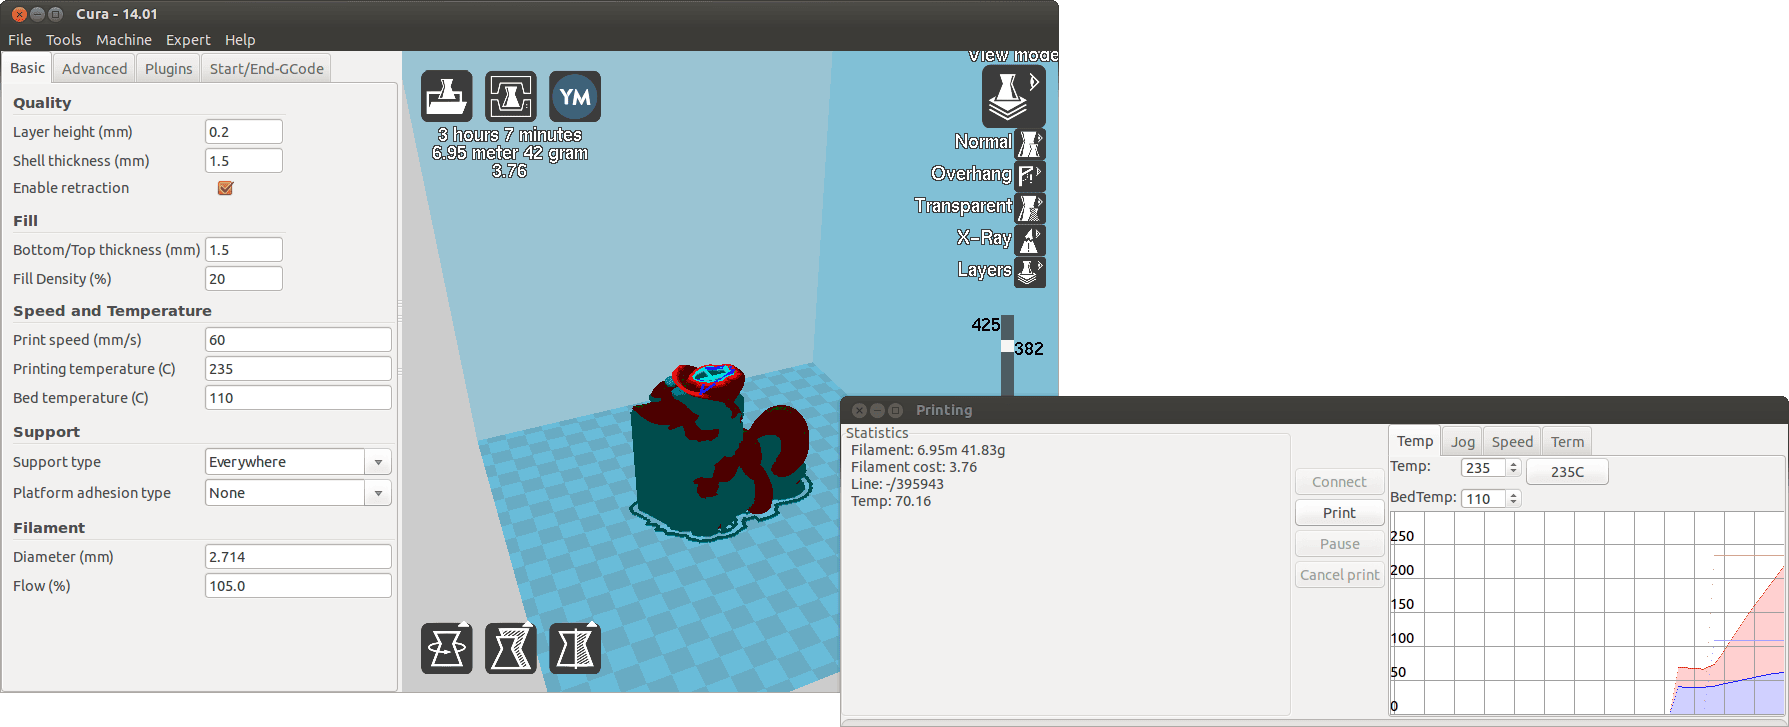 Cura - 14.01
File Tools Machine Expert Help
Basic Advanced Plugins Start/End-GCode
Quality
Layer height (mm) 0.2
Shell thickness (mm) 1.5
Enable retraction
Fill
Bottom/Top thickness (mm) 1.5
Fill Density (%) 20
Speed and Temperature
Print speed (mm/s) 60
Printing temperature (C) 235
Bed temperature (C) 110
Support
Support type Everywhere
Platform adhesion type None
Filament
Diameter (mm) 2.714
Flow (%) 105.0
YM
3 hours 7 minutes
6.95 meter 42 gram
3.76
View mode
Normal
Overhang
Transparent
X-Ray
Layers
425
382
Printing
Statistics
Filament: 6.95m 41.83g
Filament cost: 3.76
Line: -/395943
Temp: 70.16
Connect
Print
Pause
Cancel print
Temp Jog Speed Term
Temp: 235 235C
BedTemp: 110
250
200
150
100
50
0